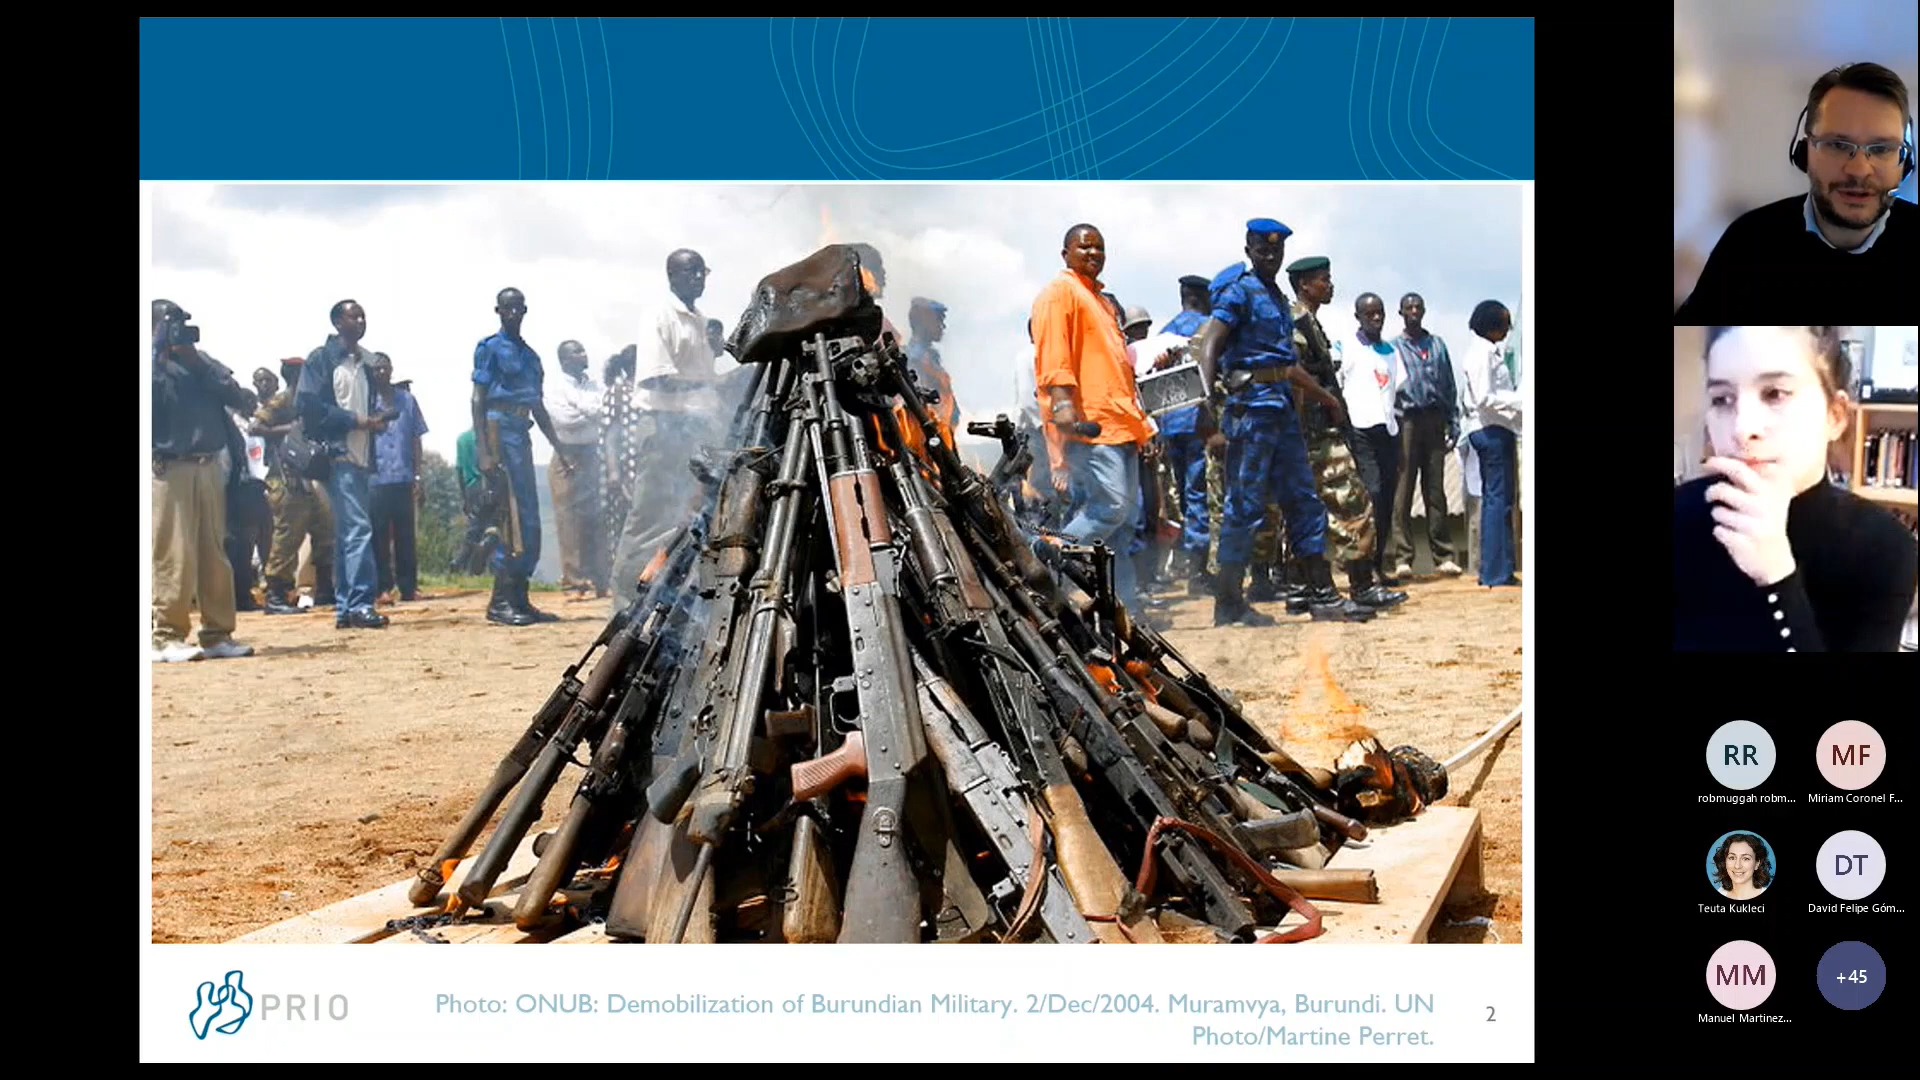 PRIO
Photo: ONUB: Demobilization of Burundian Military. 2/Dec/2004. Muramvya, Burundi. UN
Photo/Martine Perret.
2
RR
robmuggah robm...
MF
Miriam Coronel F...
Teuta Kukleci
DT
David Felipe Góm...
MM
Manuel Martinez...
+45